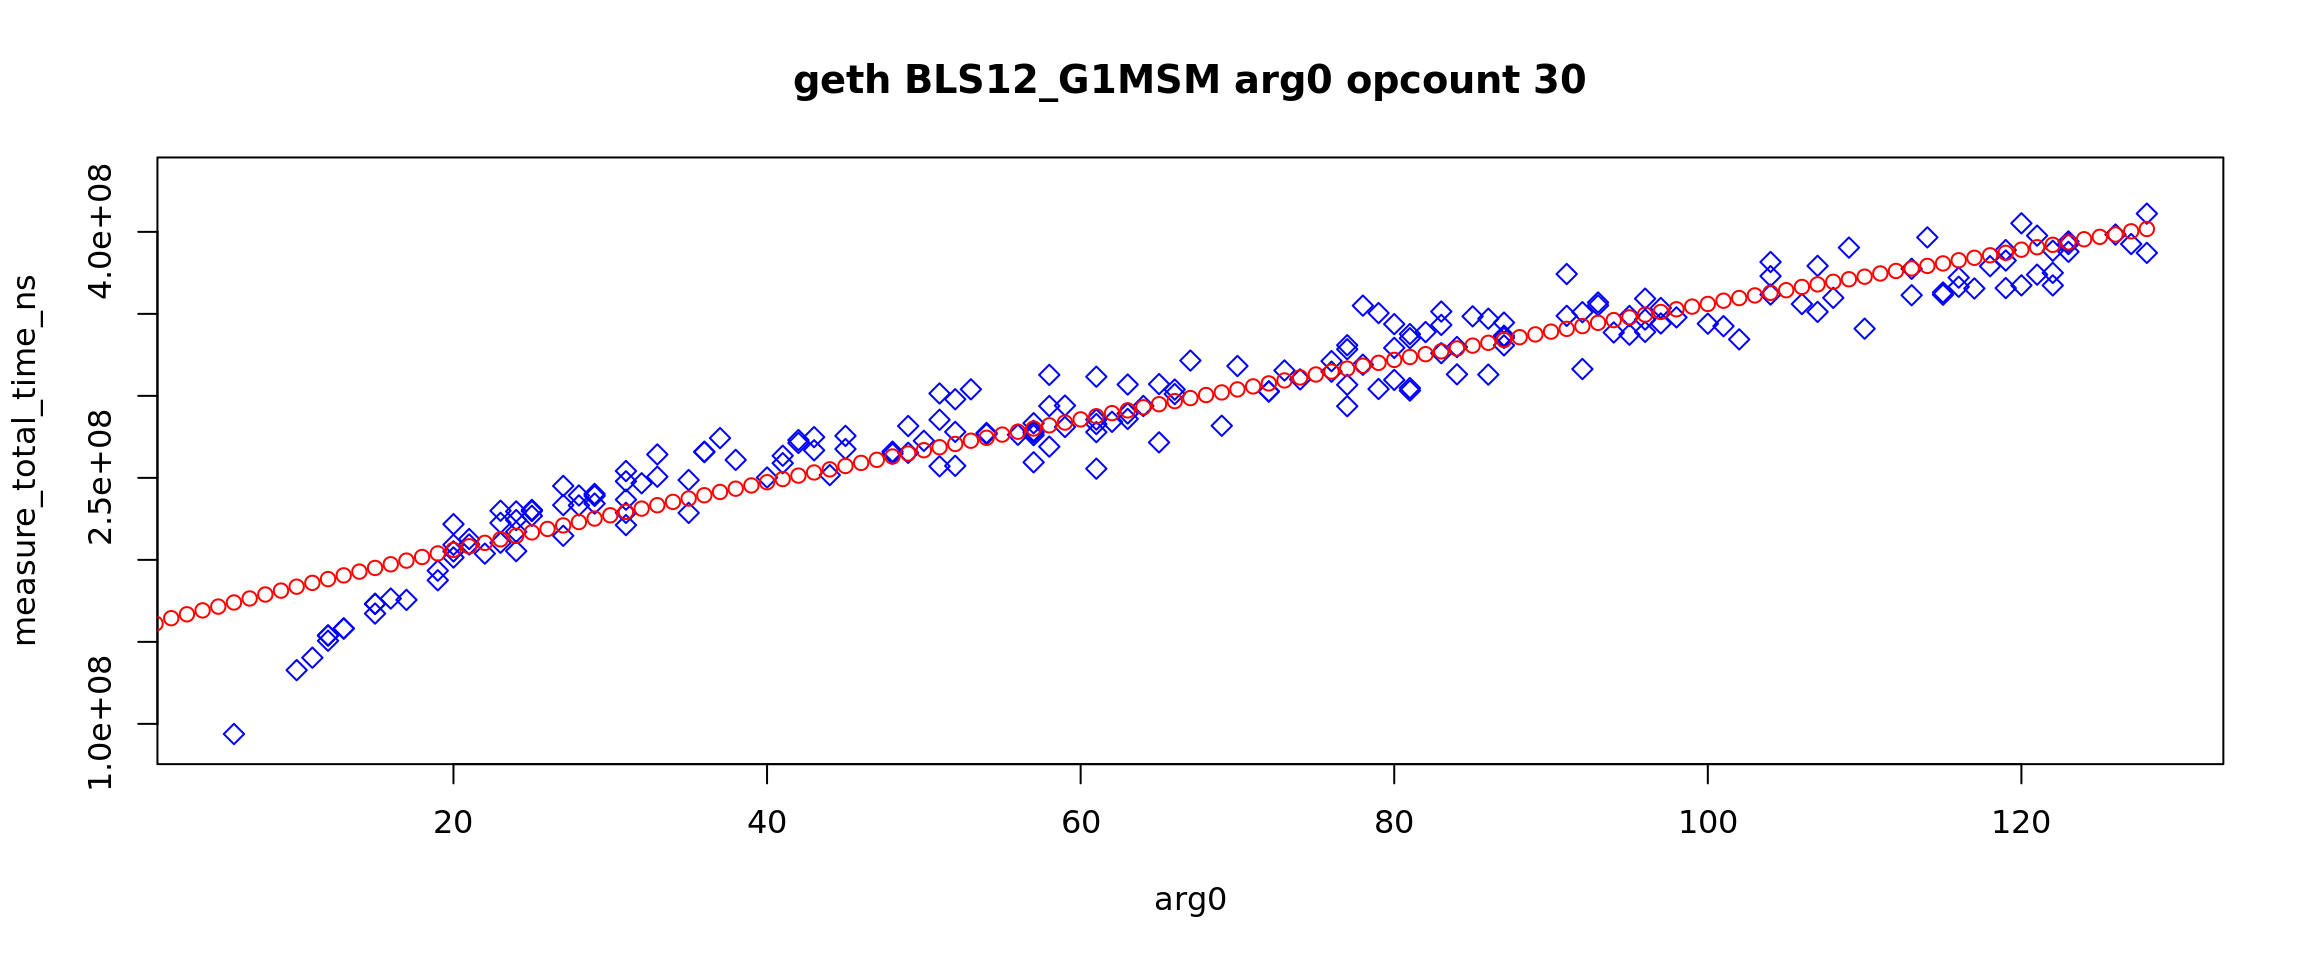 geth BLS12_G1MSM arg0 opcount 30
measure_total_time_ns
4.0e+08
2.5e+08
1.0e+08
20 40 60 80 100 120
arg0